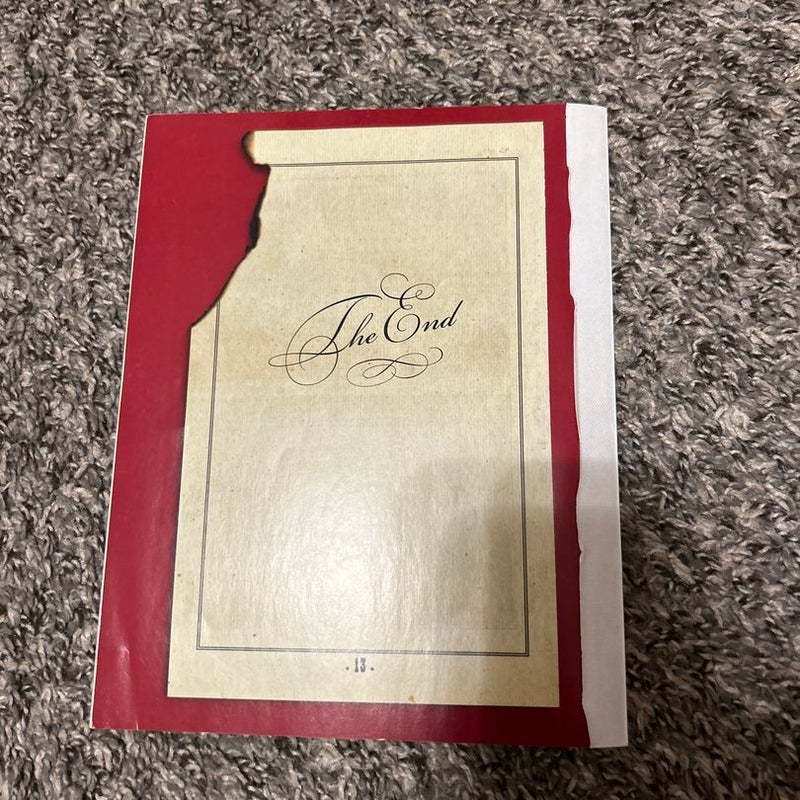 The End
· 13 ·